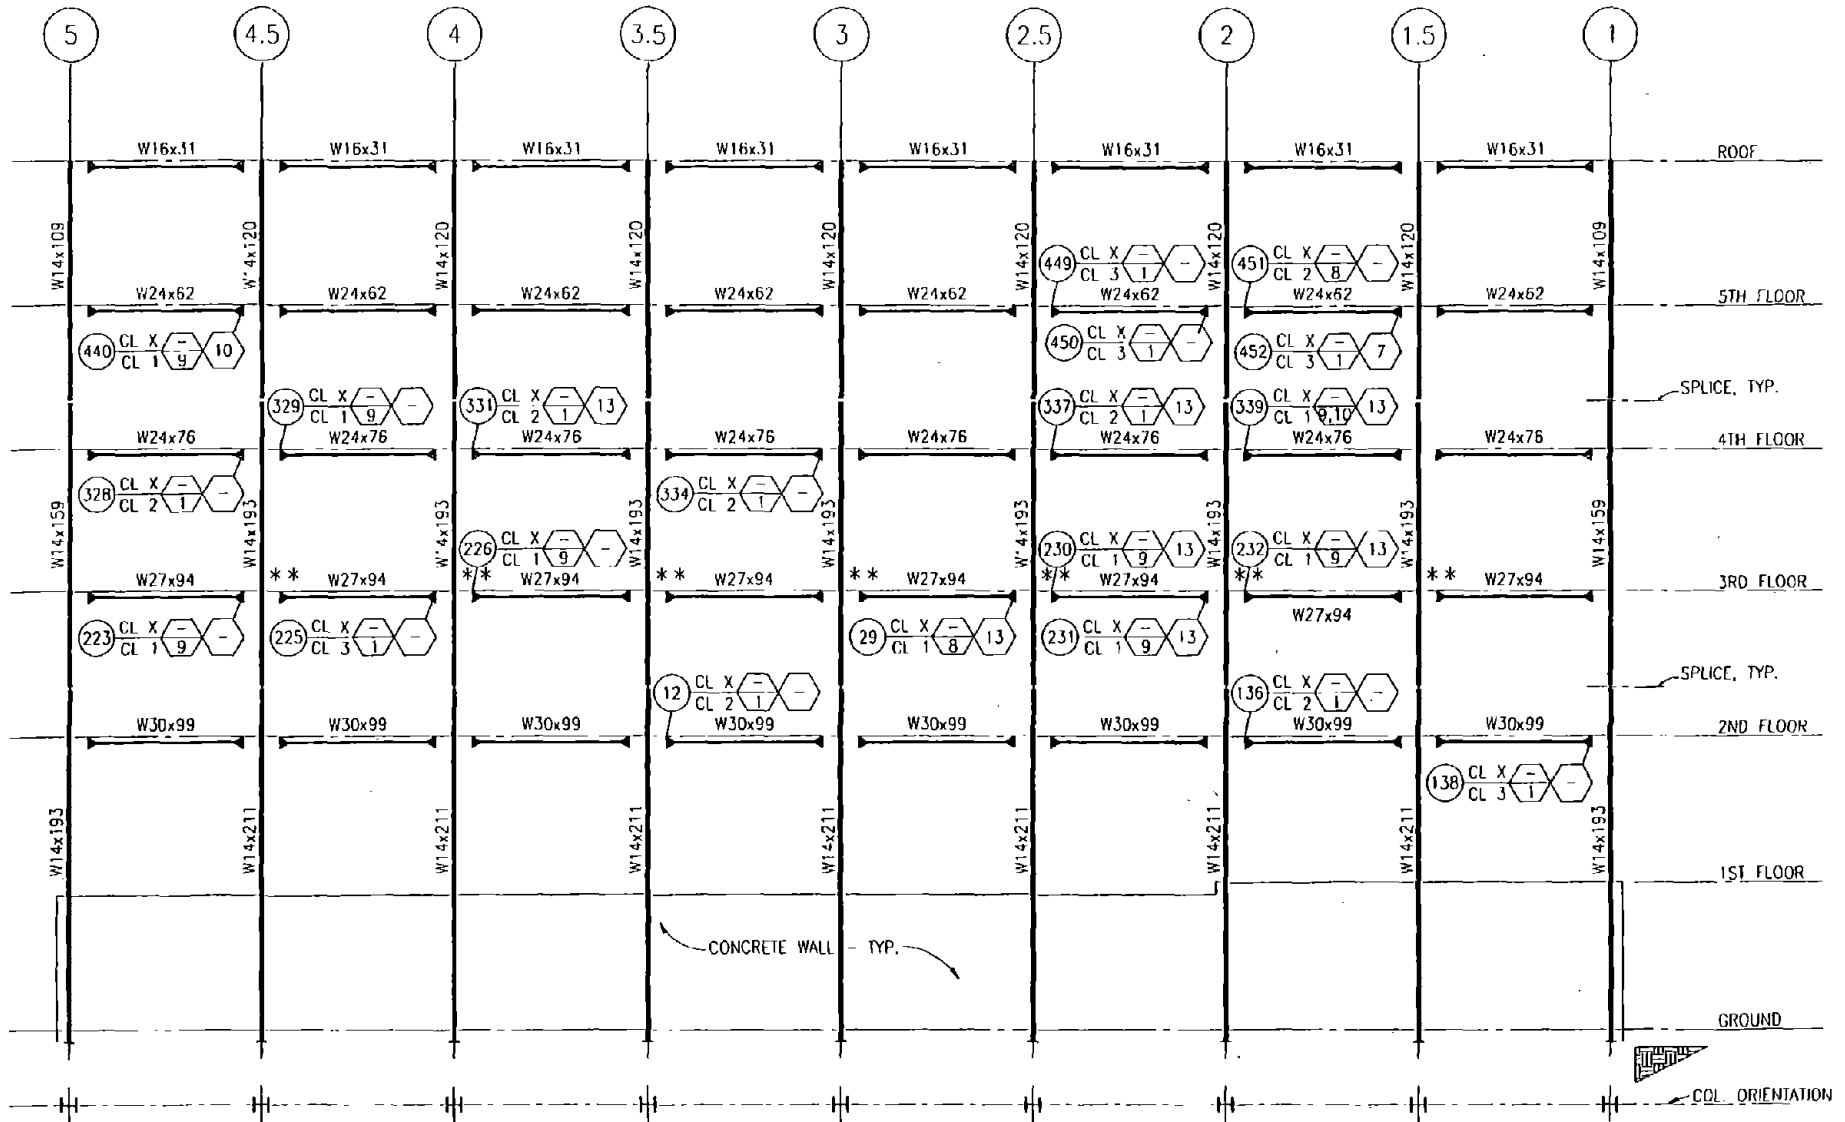 5 4.5 4 3.5 3 2.5 2 1.5 1
W16x31 W16x31 W16x31 W16x31 W16x31 W16x31 W16x31 W16x31 ROOF
W14x109 W14x120 W14x120 W14x120 W14x120 W14x120 W14x120 W14x109
449 CL X - -
CL 3 1
451 CL X - -
CL 2 8
W24x62 W24x62 W24x62 W24x62 W24x62 W24x62 W24x62 W24x62 5TH FLOOR
440 CL X - 10
CL 1 9
450 CL X - -
CL 3 1
452 CL X - 7
CL 3 1
SPLICE, TYP.
329 CL X - -
CL 1 9
331 CL X - 13
CL 2 1
337 CL X - 13
CL 2 1
339 CL X - 13
CL 1 9,10
W24x76 W24x76 W24x76 W24x76 W24x76 W24x76 W24x76 W24x76 4TH FLOOR
328 CL X - -
CL 2 1
334 CL X - -
CL 2 1
W14x159 W14x193 W14x193 W14x193 W14x193 W14x193 W14x193 W14x159
226 CL X - -
CL 1 9
230 CL X - 13
CL 1 9
232 CL X - 13
CL 1 9
W27x94 ** W27x94 ** W27x94 ** W27x94 ** W27x94 ** W27x94 ** ** W27x94 3RD FLOOR
W27x94
223 CL X - -
CL 1 9
225 CL X - -
CL 3 1
29 CL X - 13
CL 1 8
231 CL X - 13
CL 1 9
SPLICE, TYP.
12 CL X - -
CL 2 1
136 CL X - -
CL 2 1
W30x99 W30x99 W30x99 W30x99 W30x99 W30x99 W30x99 W30x99 2ND FLOOR
138 CL X - -
CL 3 1
W14x193 W14x211 W14x211 W14x211 W14x211 W14x211 W14x211 W14x193
1ST FLOOR
CONCRETE WALL - TYP.
GROUND
COL. ORIENTATION